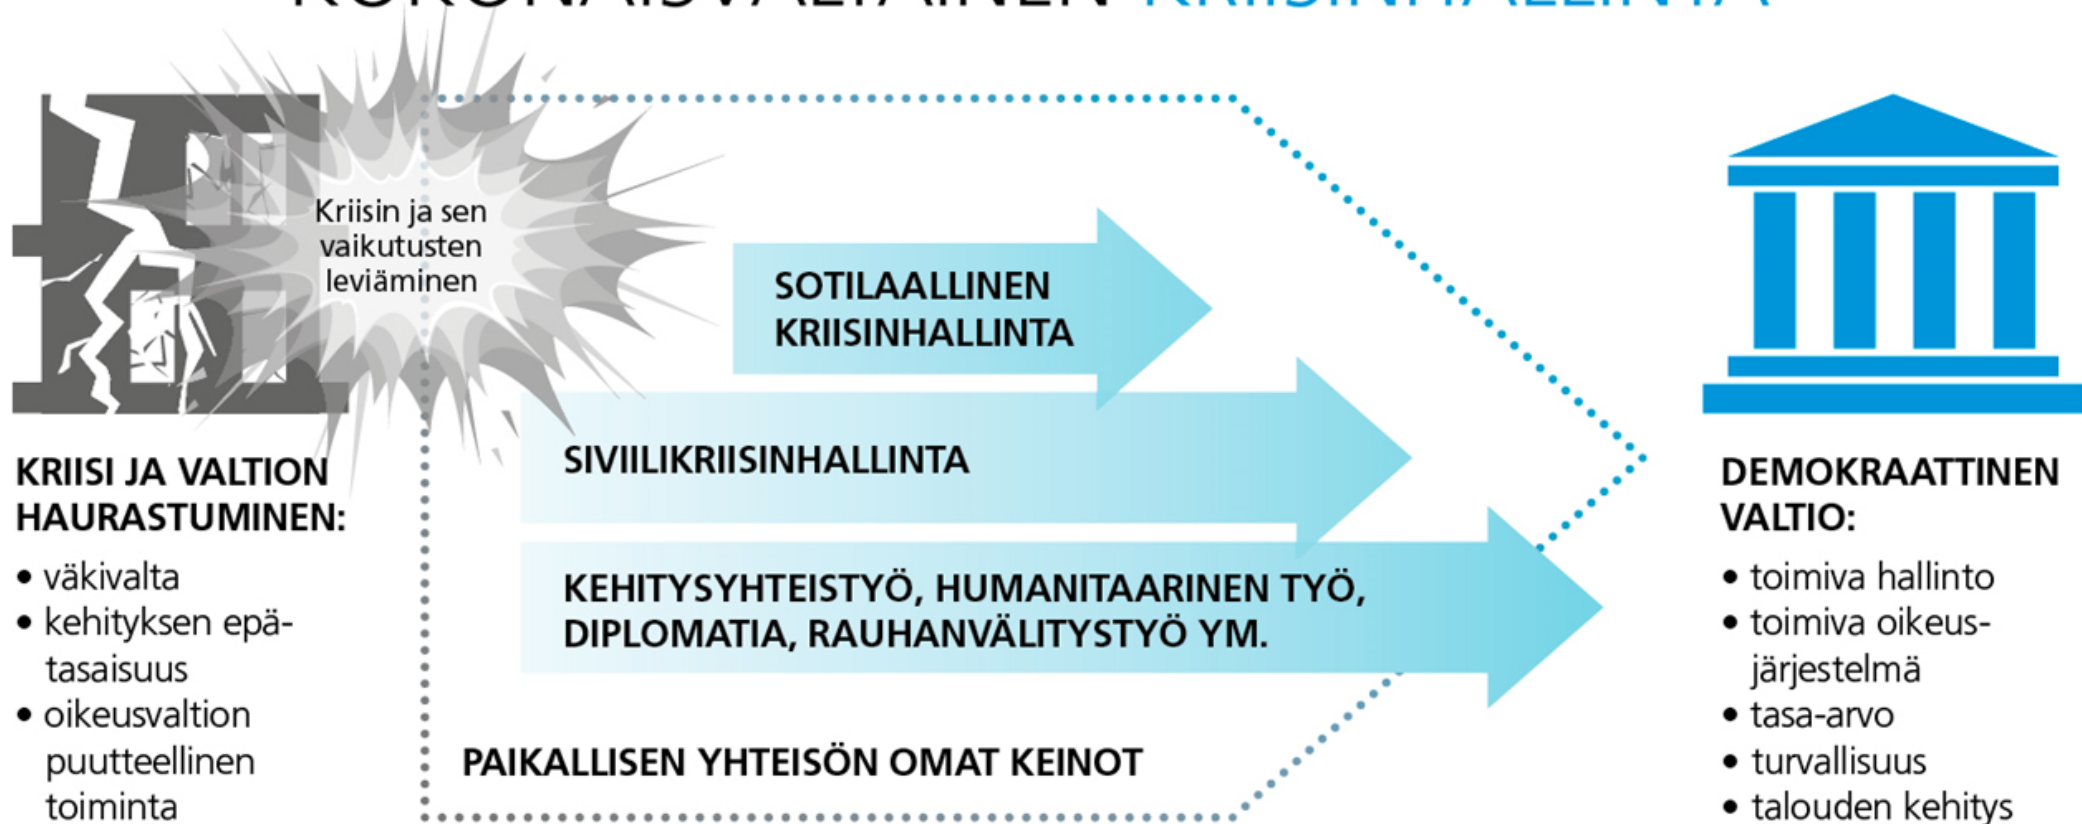 KOKONAISVALTAINEN KRIISINHALLINTA
Kriisin ja sen
vaikutusten
leviäminen
SOTILAALLINEN
KRIISINHALLINTA
SIVIILIKRIISINHALLINTA
KEHITYSYHTEISTYÖ, HUMANITAARINEN TYÖ,
DIPLOMATIA, RAUHANVÄLITYSTYÖ YM.
PAIKALLISEN YHTEISÖN OMAT KEINOT
KRIISI JA VALTION
HAURASTUMINEN:
• väkivalta
• kehityksen epä-
tasaisuus
• oikeusvaltion
puutteellinen
toiminta
DEMOKRAATTINEN
VALTIO:
• toimiva hallinto
• toimiva oikeus-
järjestelmä
• tasa-arvo
• turvallisuus
• talouden kehitys